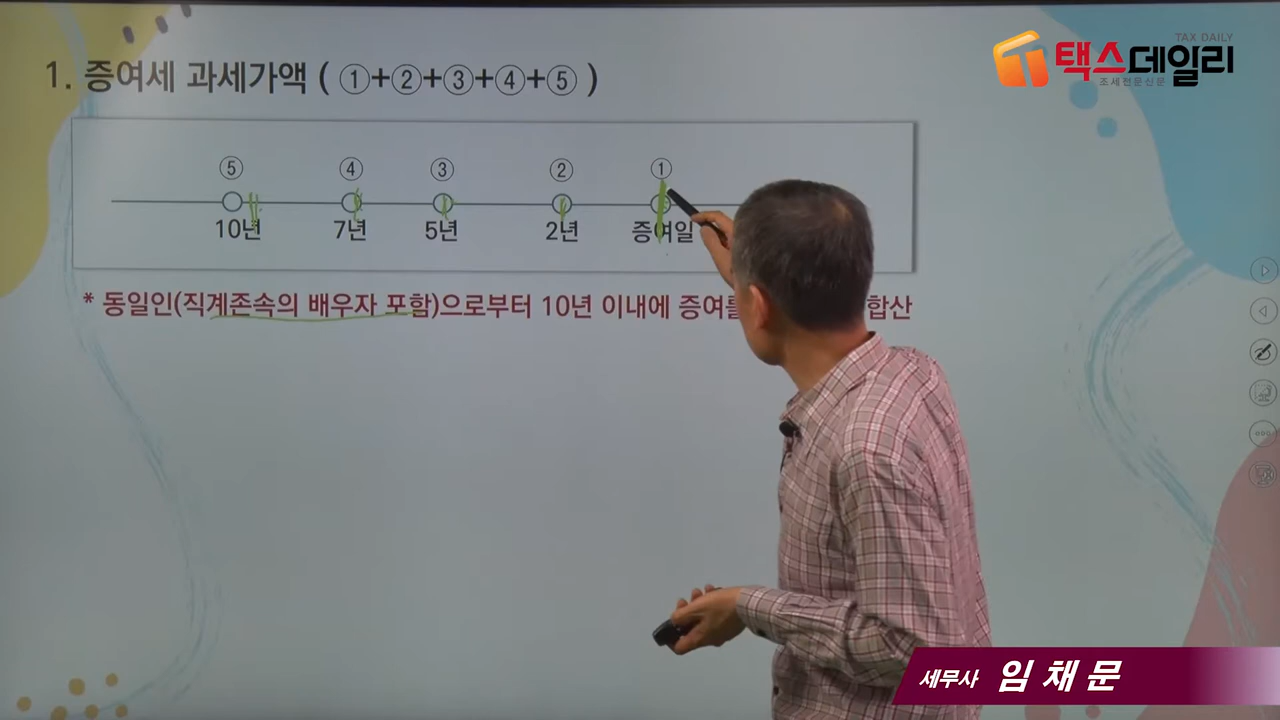 TAX DAILY
택스데일리
조세전문신문
1. 증여세 과세가액 ( ①+②+③+④+⑤ )
⑤ ④ ③ ② ①
10년 7년 5년 2년 증여일
* 동일인(직계존속의 배우자 포함)으로부터 10년 이내에 증여를 합산
세무사 임채문